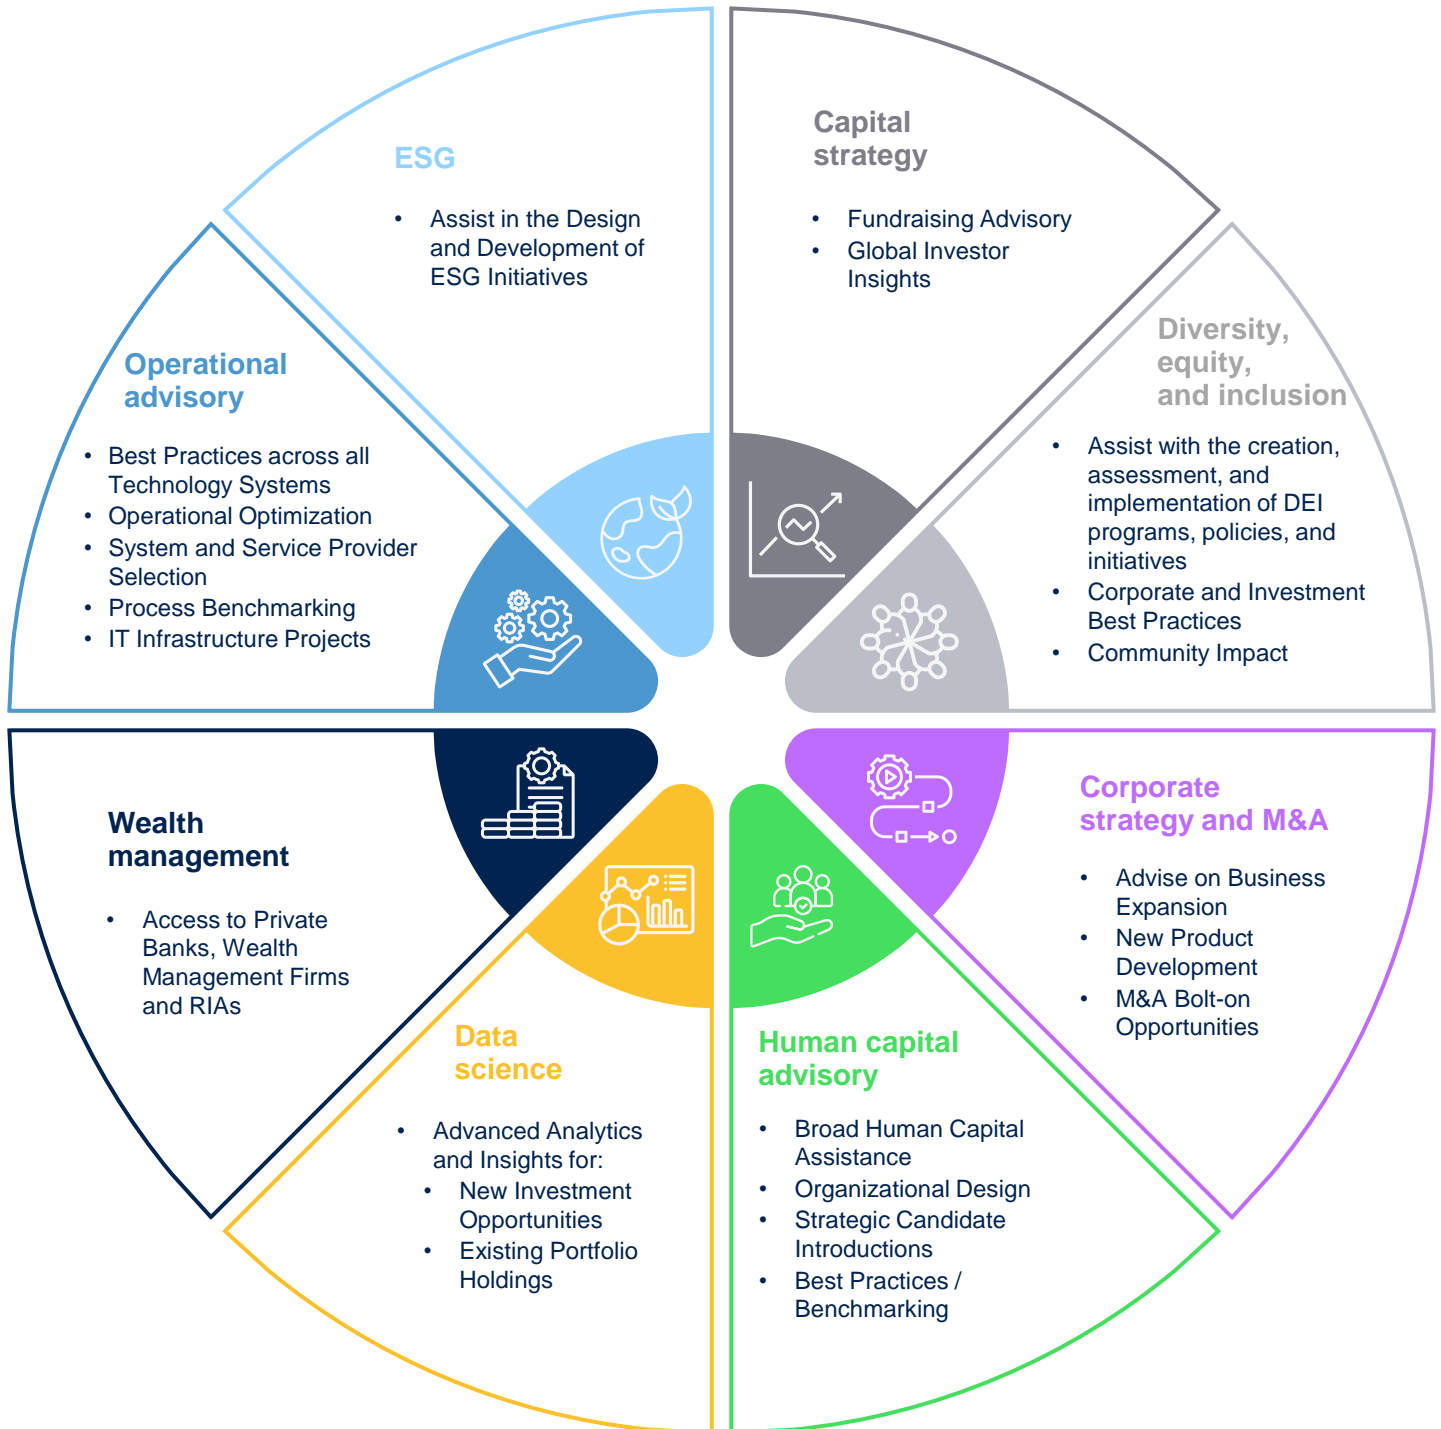 ESG
• Assist in the Design
and Development of
ESG Initiatives
Capital
strategy
• Fundraising Advisory
• Global Investor
Insights
Diversity,
equity,
and inclusion
• Assist with the creation,
assessment, and
implementation of DEI
programs, policies, and
initiatives
• Corporate and Investment
Best Practices
• Community Impact
Operational
advisory
• Best Practices across all
Technology Systems
• Operational Optimization
• System and Service Provider
Selection
• Process Benchmarking
• IT Infrastructure Projects
Wealth
management
• Access to Private
Banks, Wealth
Management Firms
and RIAs
Data
science
• Advanced Analytics
and Insights for:
• New Investment
Opportunities
• Existing Portfolio
Holdings
Human capital
advisory
• Broad Human Capital
Assistance
• Organizational Design
• Strategic Candidate
Introductions
• Best Practices /
Benchmarking
Corporate
strategy and M&A
• Advise on Business
Expansion
• New Product
Development
• M&A Bolt-on
Opportunities